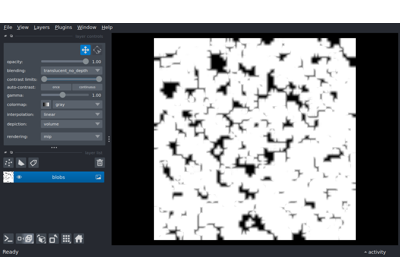 File View Layers Plugins Window Help
layer controls
opacity: 1.00
blending: translucent_no_depth
contrast limits:
auto-contrast: once continuous
gamma: 1.00
colormap: gray
interpolation: linear
depiction: volume
rendering: mip
layer list
blobs
Ready
activity